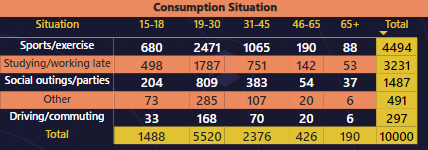 Consumption Situation
Situation 15-18 19-30 31-45 46-65 65+ Total
Sports/exercise 680 2471 1065 190 88 4494
Studying/working late 498 1787 751 142 53 3231
Social outings/parties 204 809 383 54 37 1487
Other 73 285 107 20 6 491
Driving/commuting 33 168 70 20 6 297
Total 1488 5520 2376 426 190 10000